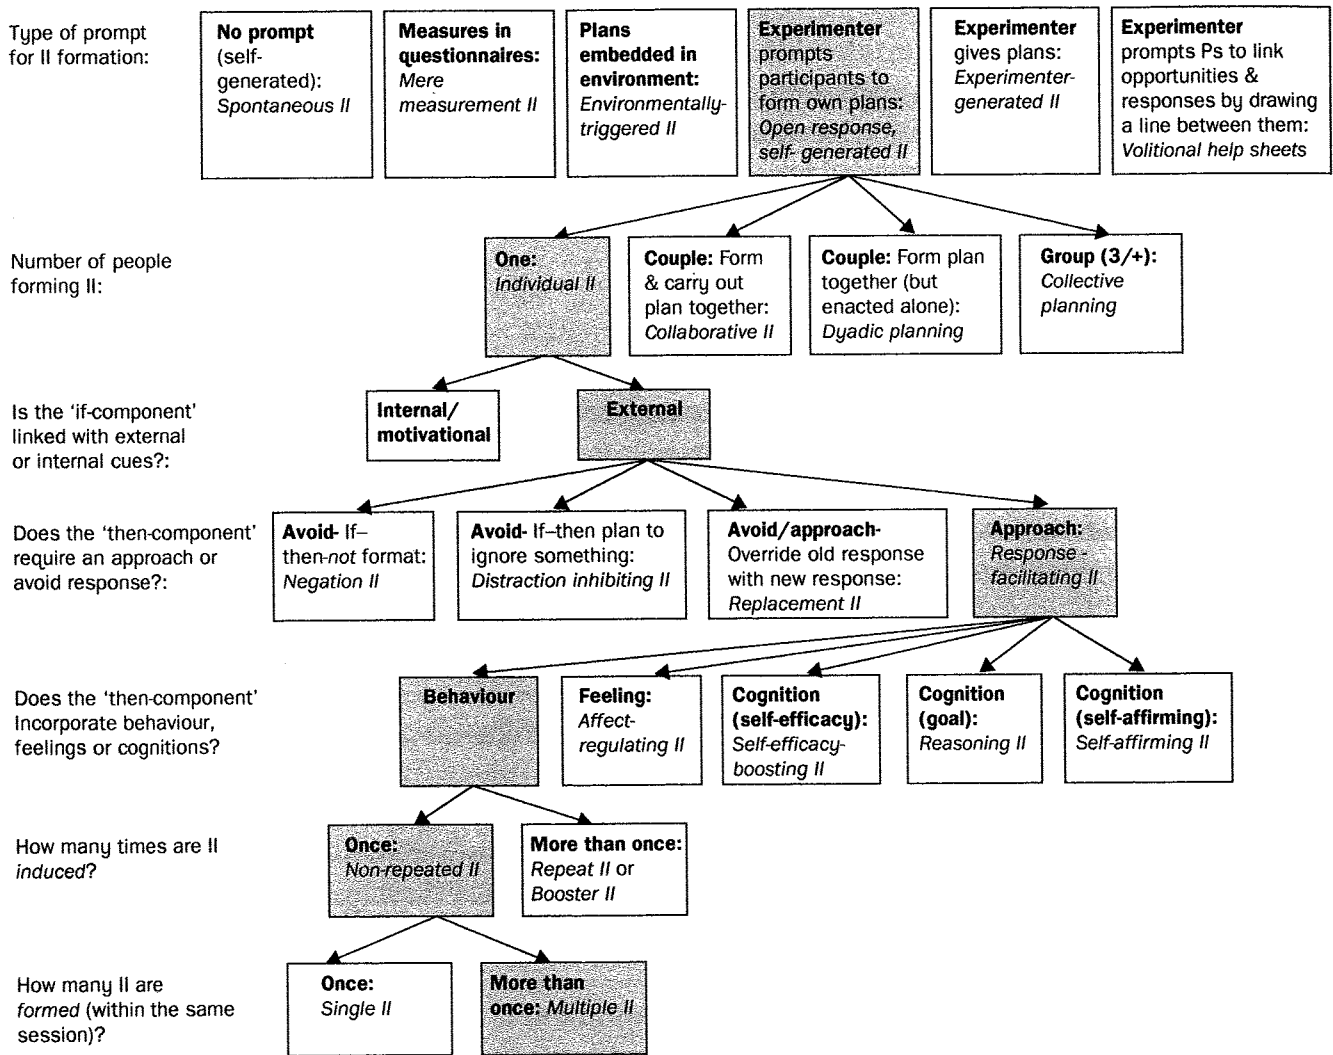 Type of prompt
for II formation:
No prompt
(self-
generated):
Spontaneous II
Measures in
questionnaires:
Mere
measurement II
Plans
embedded in
environment:
Environmentally-
triggered II
Experimenter
prompts
participants to
form own plans:
Open response,
self- generated II
Experimenter
gives plans:
Experimenter-
generated II
Experimenter
prompts Ps to link
opportunities &
responses by drawing
a line between them:
Volitional help sheets
Number of people
forming II:
One:
Individual II
Couple: Form
& carry out
plan together:
Collaborative II
Couple: Form plan
together (but
enacted alone):
Dyadic planning
Group (3/+):
Collective
planning
Is the 'if-component'
linked with external
or internal cues?:
Internal/
motivational
External
Does the 'then-component'
require an approach or
avoid response?:
Avoid- If–
then-not format:
Negation II
Avoid- If–then plan to
ignore something:
Distraction inhibiting II
Avoid/approach-
Override old response
with new response:
Replacement II
Approach:
Response -
facilitating II
Does the 'then-component'
Incorporate behaviour,
feelings or cognitions?
Behaviour
Feeling:
Affect-
regulating II
Cognition
(self-efficacy):
Self-efficacy-
boosting II
Cognition
(goal):
Reasoning II
Cognition
(self-affirming):
Self-affirming II
How many times are II
induced?
Once:
Non-repeated II
More than once:
Repeat II or
Booster II
How many II are
formed (within the same
session)?
Once:
Single II
More than
once: Multiple II